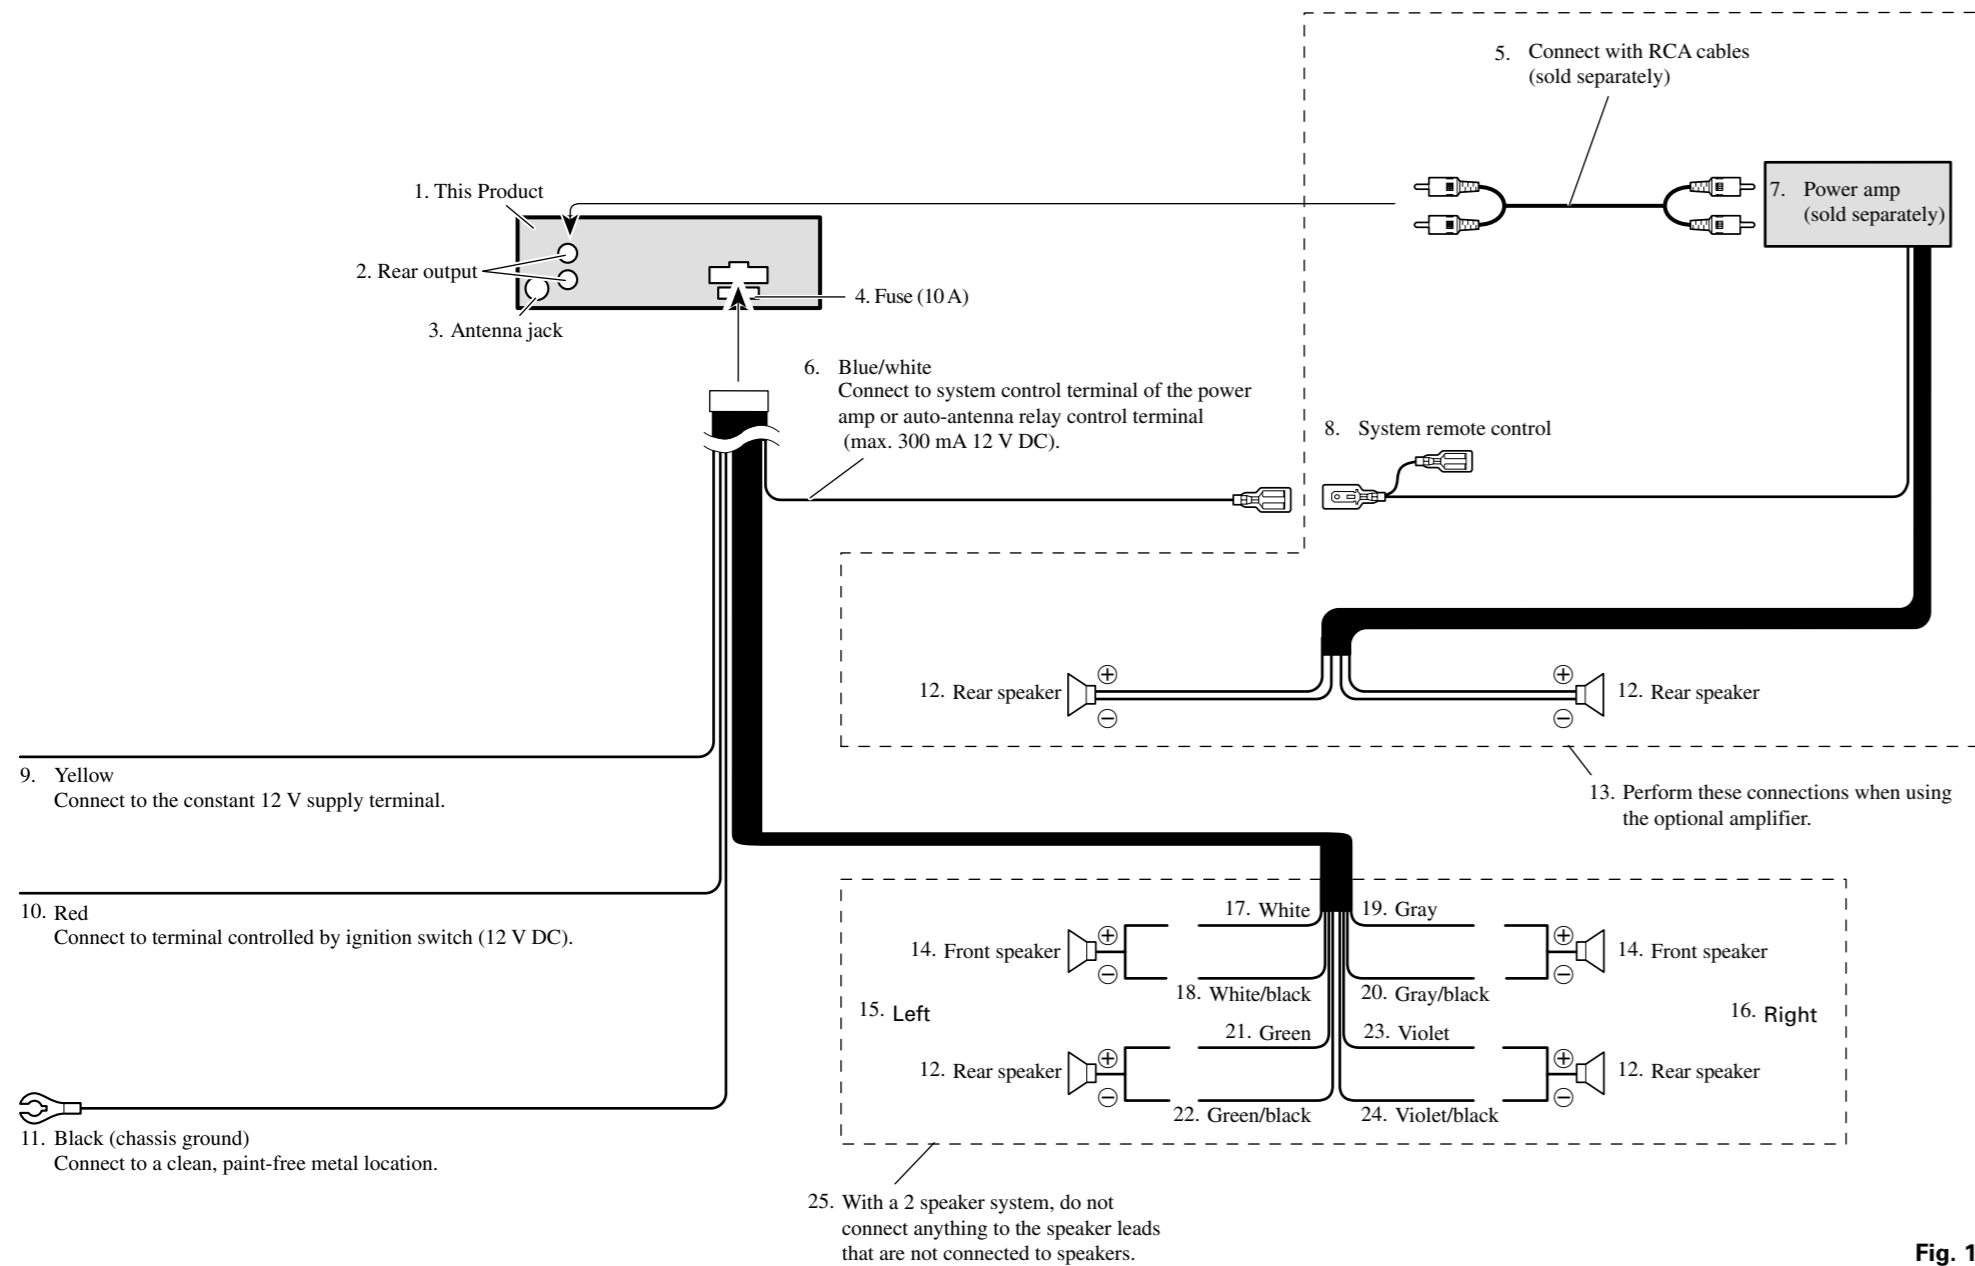 5. Connect with RCA cables
(sold separately)
1. This Product
7. Power amp
(sold separately)
2. Rear output
4. Fuse (10 A)
3. Antenna jack
6. Blue/white
Connect to system control terminal of the power
amp or auto-antenna relay control terminal
(max. 300 mA 12 V DC).
8. System remote control
12. Rear speaker
⊕
⊖
⊕
⊖
12. Rear speaker
9. Yellow
Connect to the constant 12 V supply terminal.
13. Perform these connections when using
the optional amplifier.
10. Red
Connect to terminal controlled by ignition switch (12 V DC).
17. White
19. Gray
14. Front speaker
⊕
⊖
⊕
⊖
14. Front speaker
18. White/black
20. Gray/black
15. Left
16. Right
21. Green
23. Violet
12. Rear speaker
⊕
⊖
⊕
⊖
12. Rear speaker
22. Green/black
24. Violet/black
11. Black (chassis ground)
Connect to a clean, paint-free metal location.
25. With a 2 speaker system, do not
connect anything to the speaker leads
that are not connected to speakers.
Fig. 1